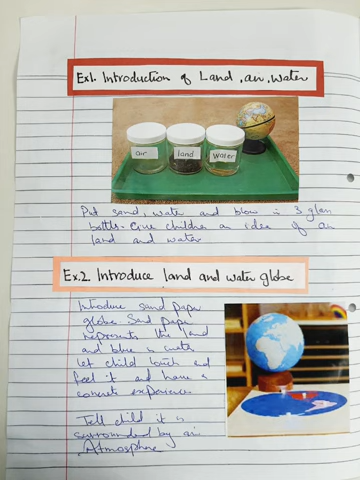 Ex1. Introduction of Land, air, water
air
land
water
Put sand, water and blow in 3 glass
bottles. Give children an idea of air
land and water
Ex.2. Introduce land and water globe
Introduce sand paper
globe. Sand paper
represents the land
and blue is water
let child touch and
feel it and have a
concrete experience.
Tell child it is
surrounded by air
Atmosphere